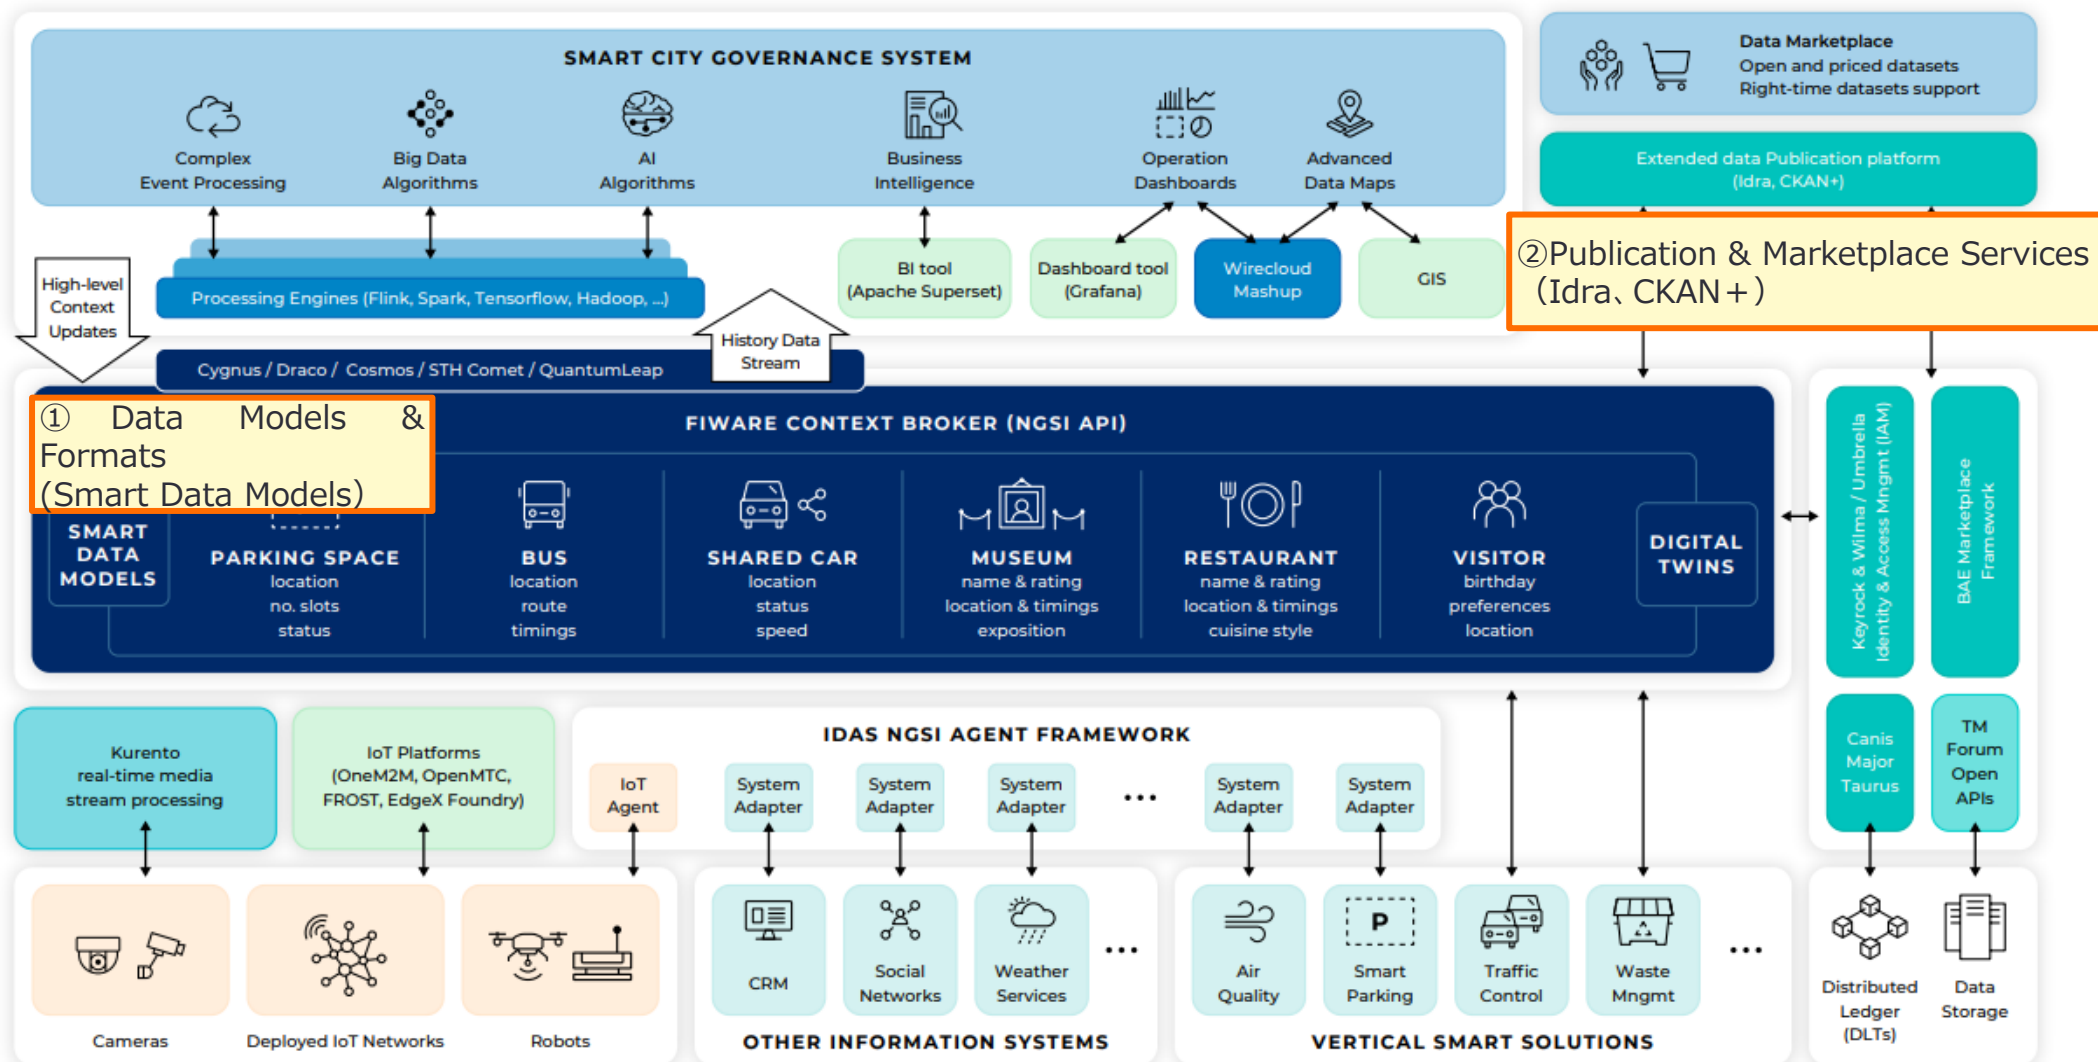 SMART CITY GOVERNANCE SYSTEM
Complex
Event Processing
Big Data
Algorithms
AI
Algorithms
Business
Intelligence
Operation
Dashboards
Advanced
Data Maps
Data Marketplace
Open and priced datasets
Right-time datasets support
Extended data Publication platform
(Idra, CKAN+)
②Publication & Marketplace Services
（Idra、CKAN＋）
High-level
Context
Updates
Processing Engines (Flink, Spark, Tensorflow, Hadoop, ...)
BI tool
(Apache Superset)
Dashboard tool
(Grafana)
Wirecloud
Mashup
GIS
History Data
Stream
Cygnus / Draco / Cosmos / STH Comet / QuantumLeap
① Data Models &
Formats
(Smart Data Models）
FIWARE CONTEXT BROKER (NGSI API)
SMART
DATA
MODELS
PARKING SPACE
location
no. slots
status
BUS
location
route
timings
SHARED CAR
location
status
speed
MUSEUM
name & rating
location & timings
exposition
RESTAURANT
name & rating
location & timings
cuisine style
VISITOR
birthday
preferences
location
DIGITAL
TWINS
Keyrock & Wilma / Umbrella
Identity & Access Mngmt (IAM)
BAE Marketplace
Framework
Kurento
real-time media
stream processing
IoT Platforms
(OneM2M, OpenMTC,
FROST, EdgeX Foundry)
IDAS NGSI AGENT FRAMEWORK
IoT
Agent
System
Adapter
System
Adapter
System
Adapter
...
System
Adapter
System
Adapter
Canis
Major
Taurus
TM
Forum
Open
APIs
Cameras
Deployed IoT Networks
Robots
CRM
Social
Networks
Weather
Services
...
OTHER INFORMATION SYSTEMS
Air
Quality
P
Smart
Parking
Traffic
Control
Waste
Mngmt
...
VERTICAL SMART SOLUTIONS
Distributed
Ledger
(DLTs)
Data
Storage